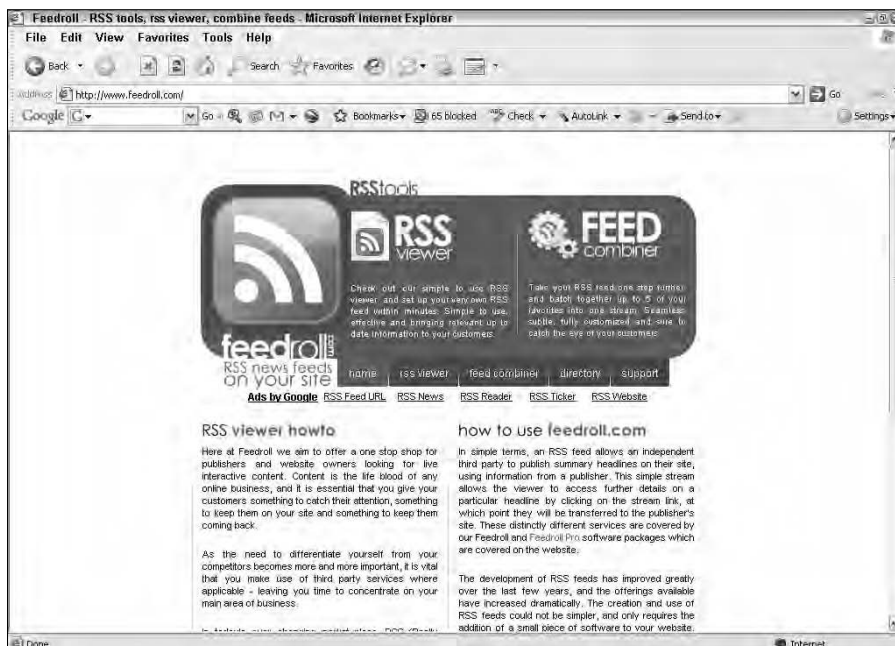 Feedroll - RSS tools, rss viewer, combine feeds - Microsoft Internet Explorer
File Edit View Favorites Tools Help
Back Search Favorites
Address http://www.feedroll.com/ Go
Google G Go Bookmarks 65 blocked ABC Check AutoLink Send to Settings
RSStools
RSS viewer
FEED combiner
Check out our simple to use RSS
viewer and set up your very own RSS
feed within minutes. Simple to use,
effective and bringing relevant up to
date information to your customers.
Take your RSS feed one step further
and batch together up to 5 of your
favorites into one stream. Seamless
subtle, fully customized and sure to
catch the eye of your customers
feedroll.com
RSS news feeds
on your site
home rss viewer feed combiner directory support
Ads by Google RSS Feed URL RSS News RSS Reader RSS Ticker RSS Website
RSS viewer howto
Here at Feedroll we aim to offer a one stop shop for
publishers and website owners looking for live
interactive content. Content is the life blood of any
online business, and it is essential that you give your
customers something to catch their attention, something
to keep them on your site and something to keep them
coming back.
As the need to differentiate yourself from your
competitors becomes more and more important, it is vital
that you make use of third party services where
applicable - leaving you time to concentrate on your
main area of business.
how to use feedroll.com
In simple terms, an RSS feed allows an independent
third party to publish summary headlines on their site,
using information from a publisher. This simple stream
allows the viewer to access further details on a
particular headline by clicking on the stream link, at
which point they will be transferred to the publisher's
site. These distinctly different services are covered by
our Feedroll and Feedroll Pro software packages which
are covered on the website.
The development of RSS feeds has improved greatly
over the last few years, and the offerings available
have increased dramatically. The creation and use of
RSS feeds could not be simpler, and only requires the
addition of a small piece of software to your website.
Done Internet